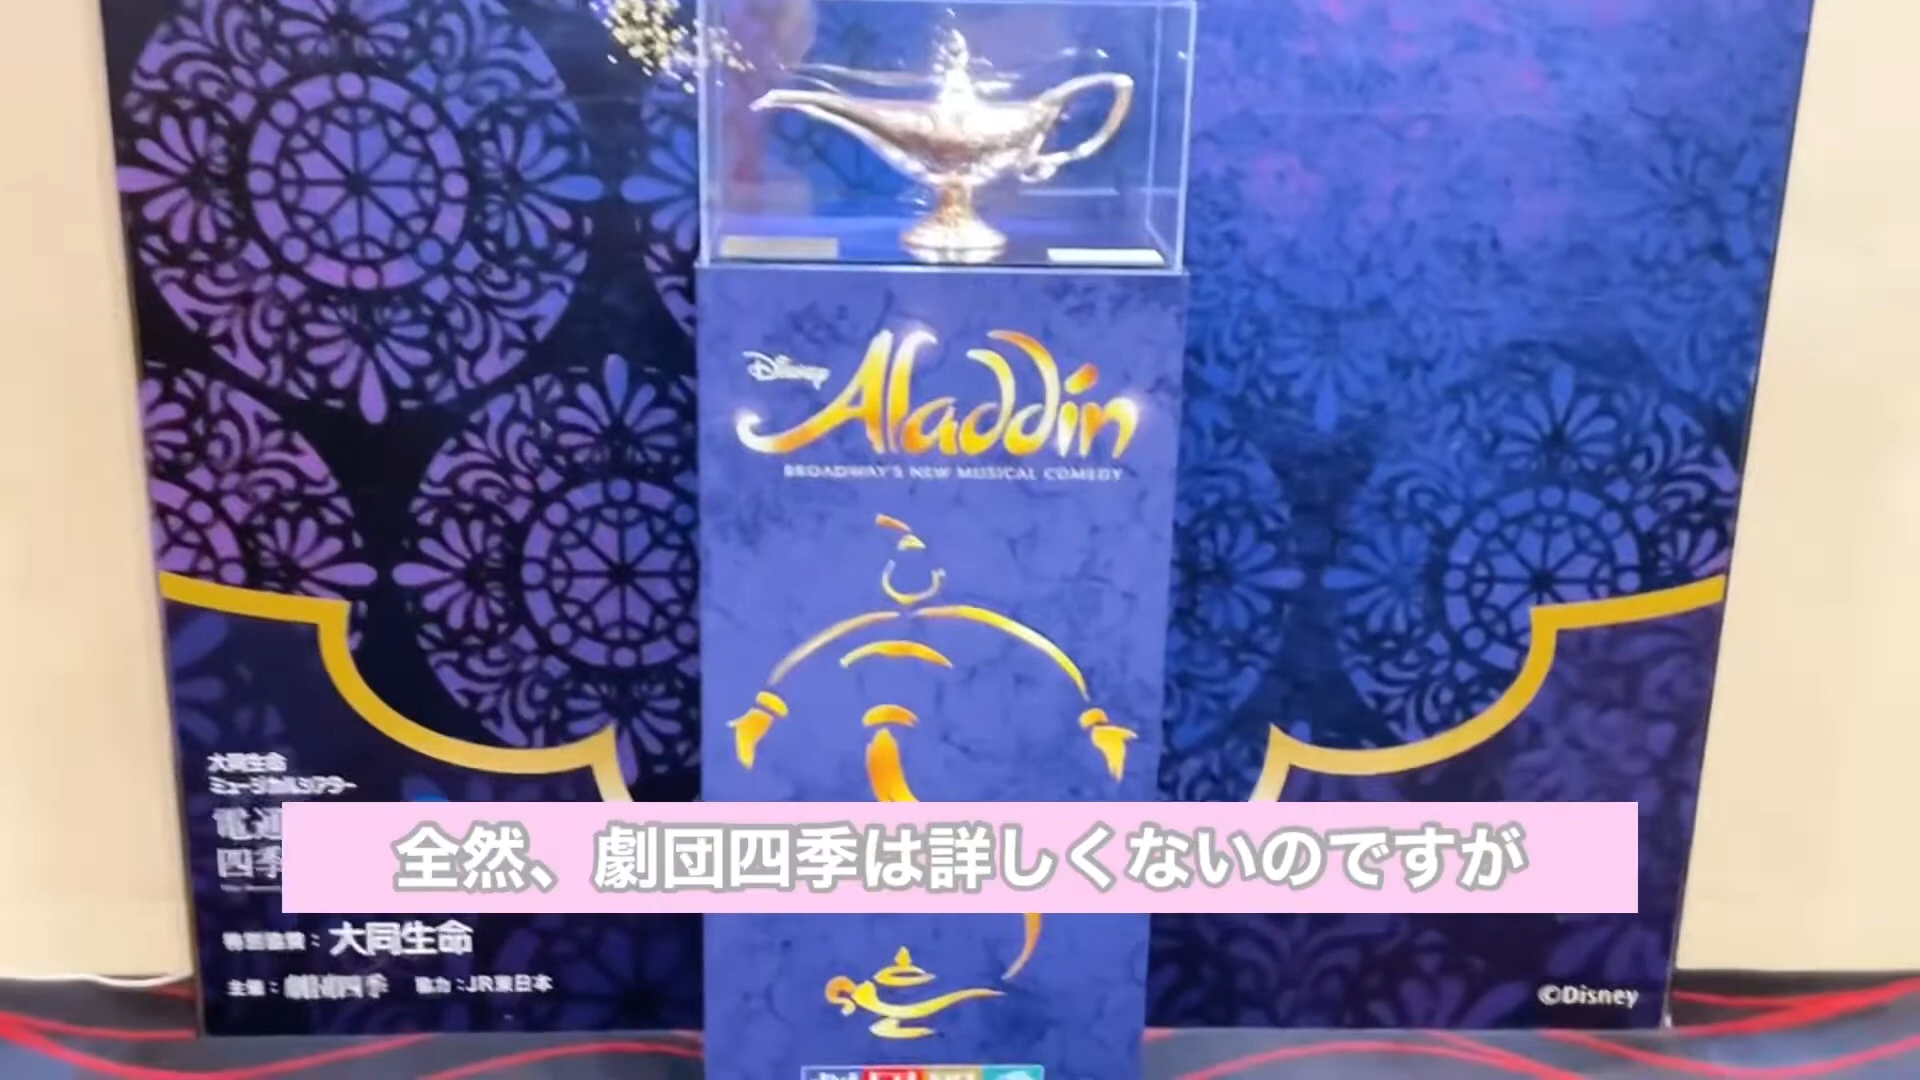 Disney
Aladdin
BROADWAY'S NEW MUSICAL COMEDY
大同生命
ミュージカルシアター
電通
四季
全然、劇団四季は詳しくないのですが
特別協賛：大同生命
主催：劇団四季 協力：JR東日本
©Disney